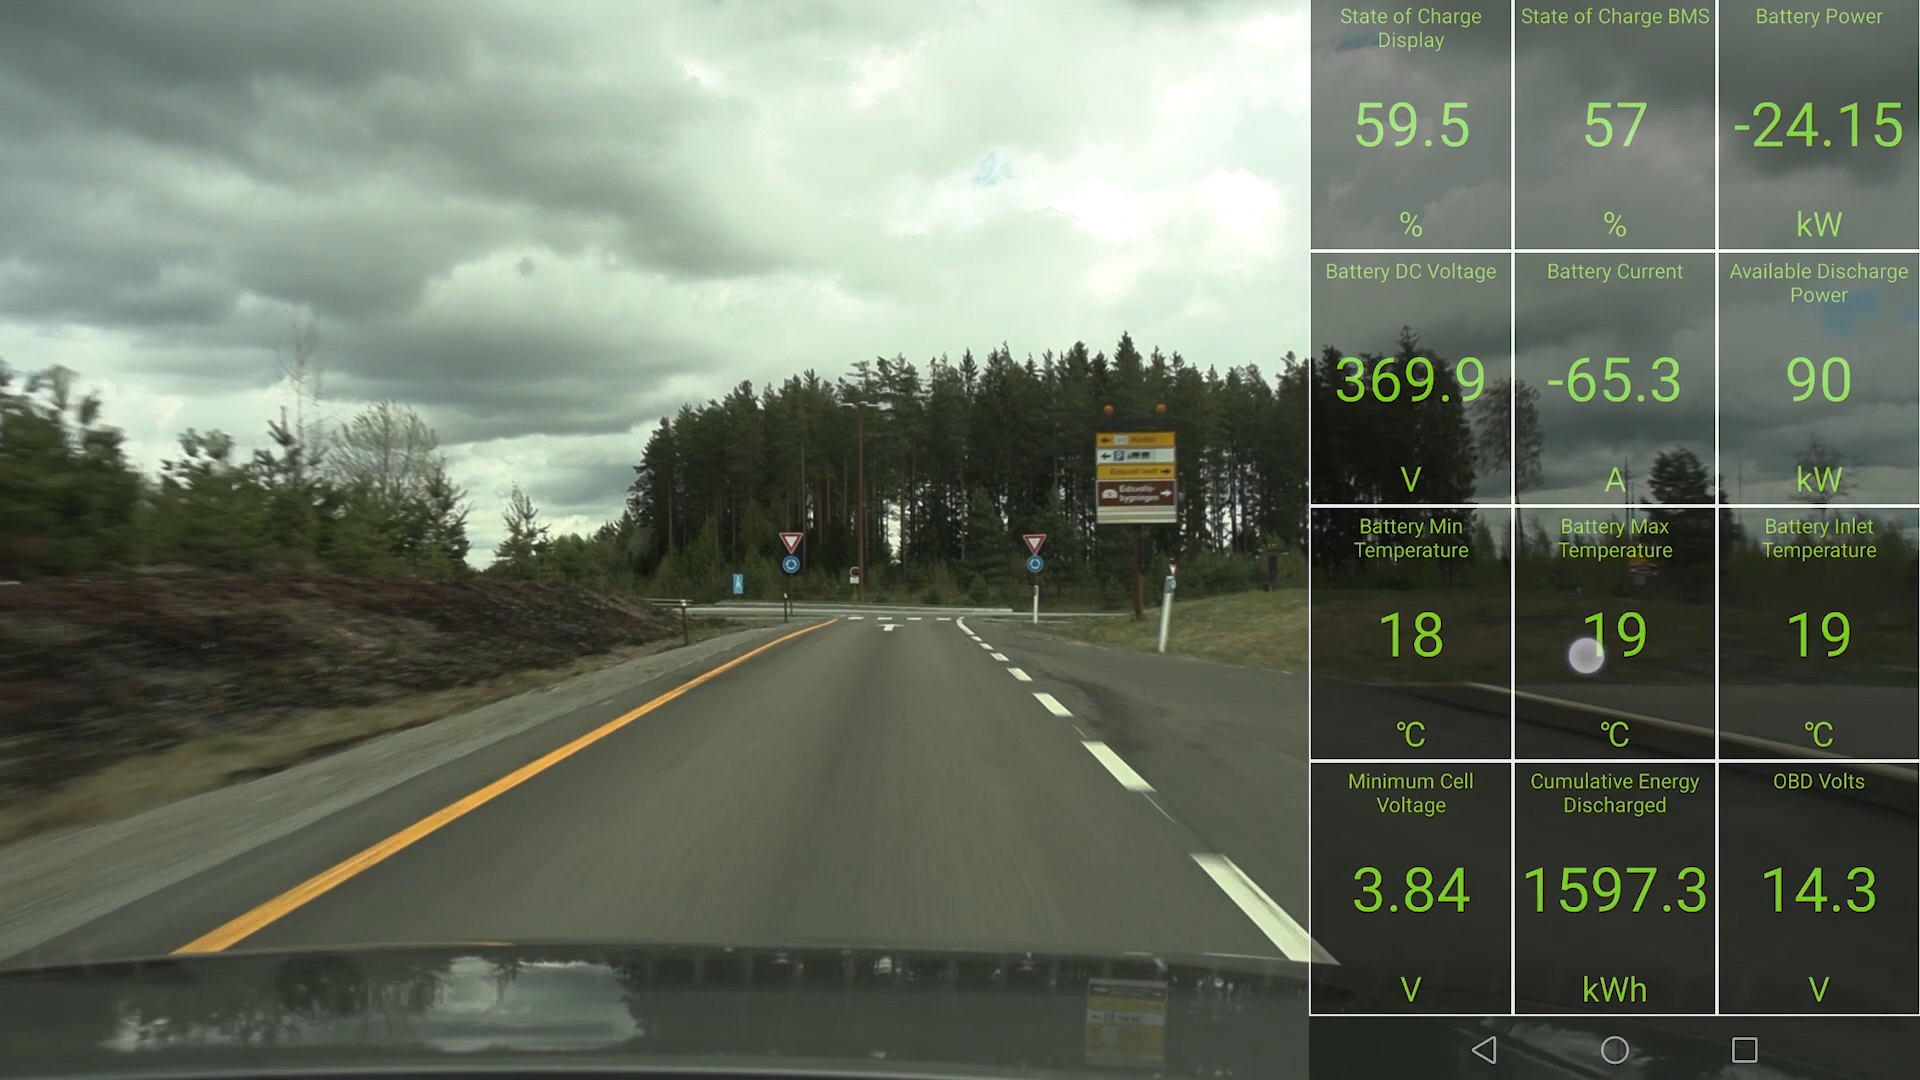 State of Charge
Display
59.5
%
State of Charge BMS
57
%
Battery Power
-24.15
kW
Battery DC Voltage
369.9
V
Battery Current
-65.3
A
Available Discharge
Power
90
kW
Battery Min
Temperature
18
°C
Battery Max
Temperature
19
°C
Battery Inlet
Temperature
19
°C
Minimum Cell
Voltage
3.84
V
Cumulative Energy
Discharged
1597.3
kWh
OBD Volts
14.3
V
P
Eidsvolls-
bygningen